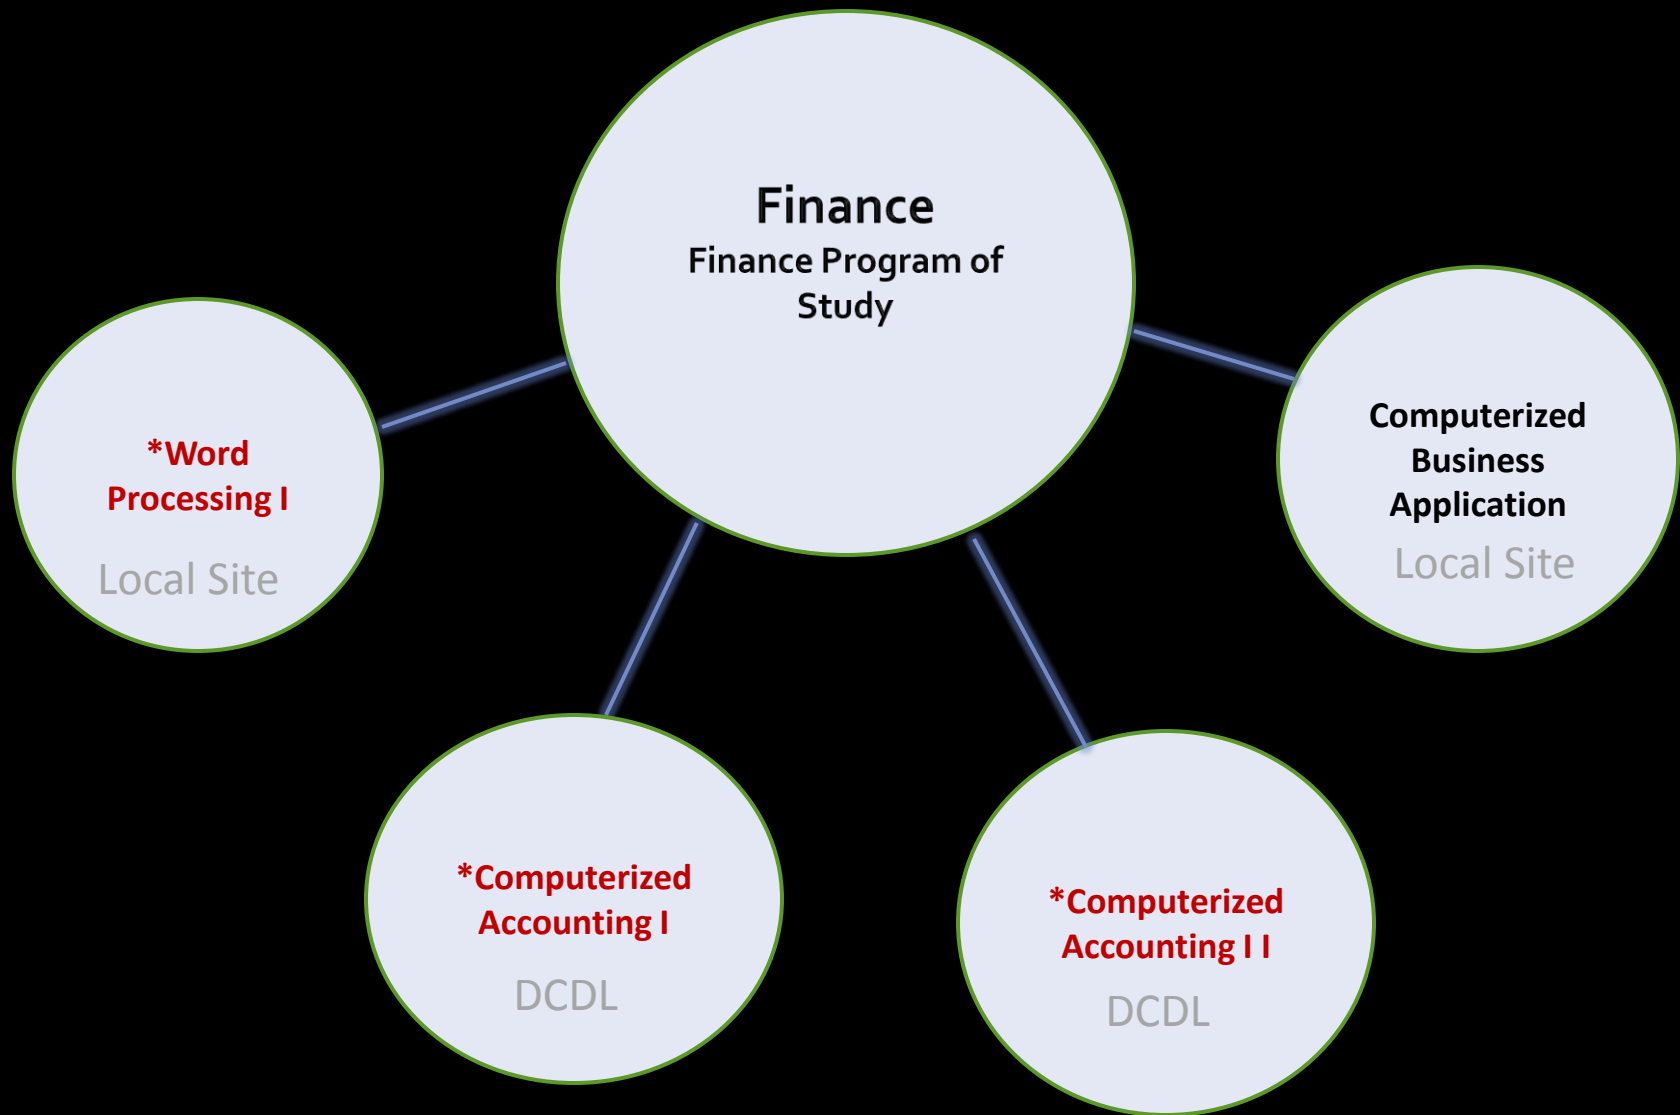 Finance
Finance Program of
Study
*Word
Processing I
Local Site
*Computerized
Accounting I
DCDL
*Computerized
Accounting I I
DCDL
Computerized
Business
Application
Local Site